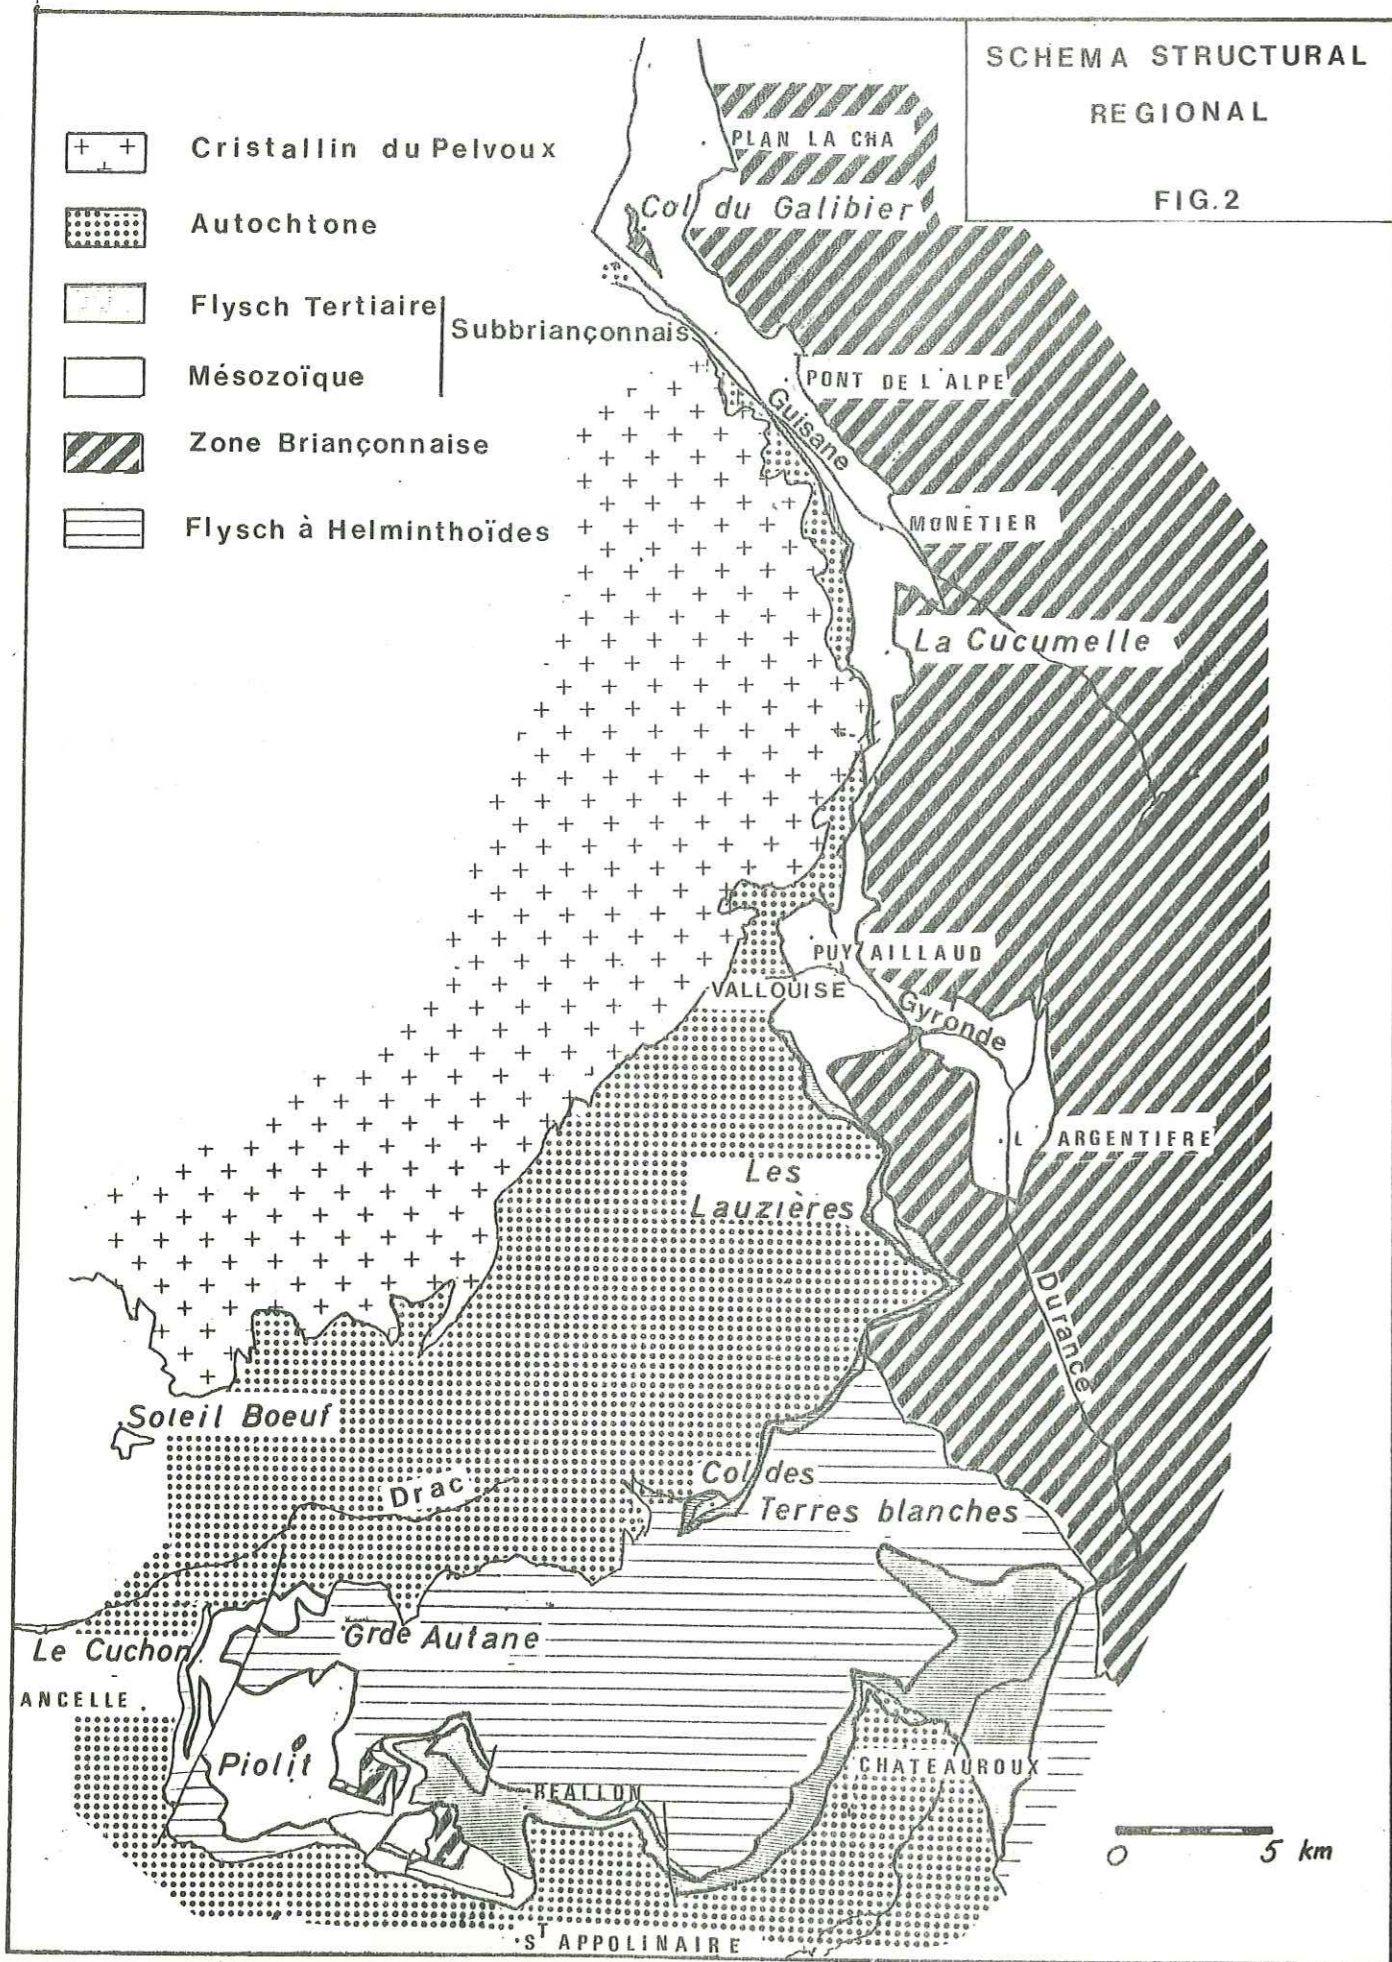 SCHEMA STRUCTURAL
REGIONAL
FIG.2
Cristallin du Pelvoux
Autochtone
Flysch Tertiaire
Subbriançonnais
Mésozoïque
Zone Briançonnaise
Flysch à Helminthoïdes
PLAN LA CHA
Col du Galibier
PONT DE L'ALPE
Guisane
MONÊTIER
La Cucumelle
PUY AILLAUD
VALLOUISE
Gyronde
L ARGENTIERE
Les
Lauzières
Durance
Soleil Boeuf
Drac
Col des
Terres blanches
Grde Autane
Le Cuchon
ANCELLE
Piolit
REALLON
CHATEAUROUX
0 5 km
ST APPOLINAIRE